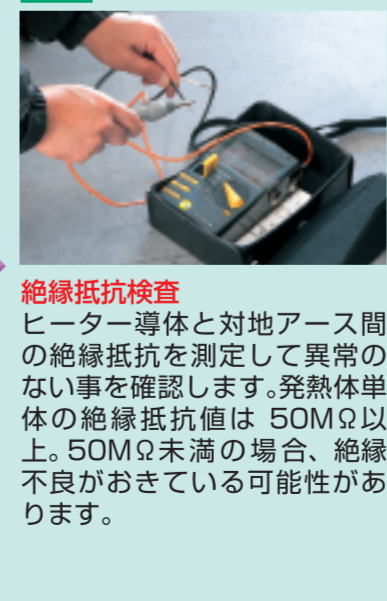 絶縁抵抗検査
ヒーター導体と対地アース間
の絶縁抵抗を測定して異常の
ない事を確認します。発熱体単
体の絶縁抵抗値は 50MΩ以
上。50MΩ未満の場合、絶縁
不良がおきている可能性があ
ります。